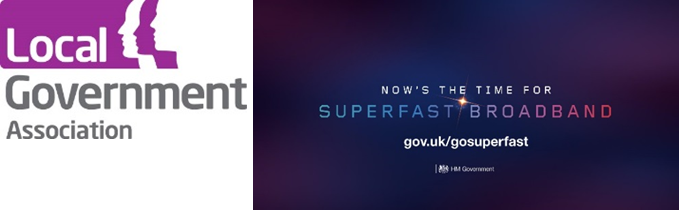 Local
Government
Association
NOW'S THE TIME FOR
SUPERFAST BROADBAND
gov.uk/gosuperfast
HM Government